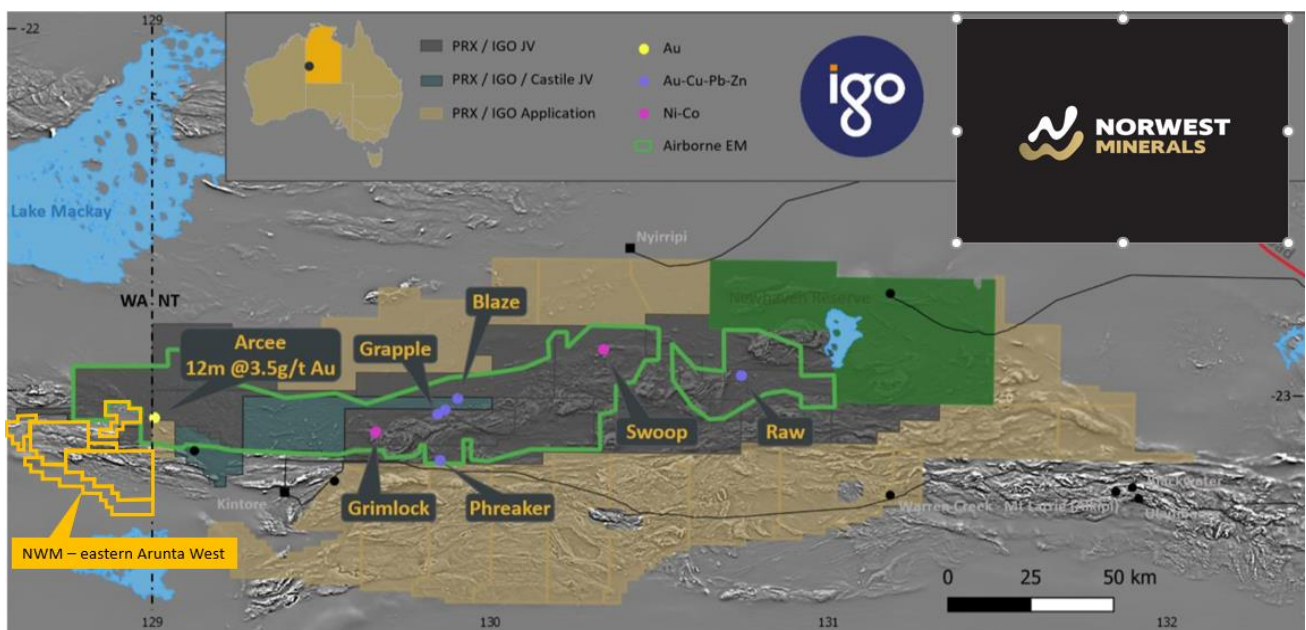 -22
129
PRX / IGO JV
PRX / IGO / Castile JV
PRX / IGO Application
Au
Au-Cu-Pb-Zn
Ni-Co
Airborne EM
igo
NORWEST
MINERALS
Lake Mackay
Nyirripi
WA NT
Newhaven Reserve
Blaze
Arcee
12m @3.5g/t Au
Grapple
-23
Swoop
Raw
Grimlock
Phreaker
Kintore
Warren Creek
NWM – eastern Arunta West
0 25 50 km
129
130
131
132